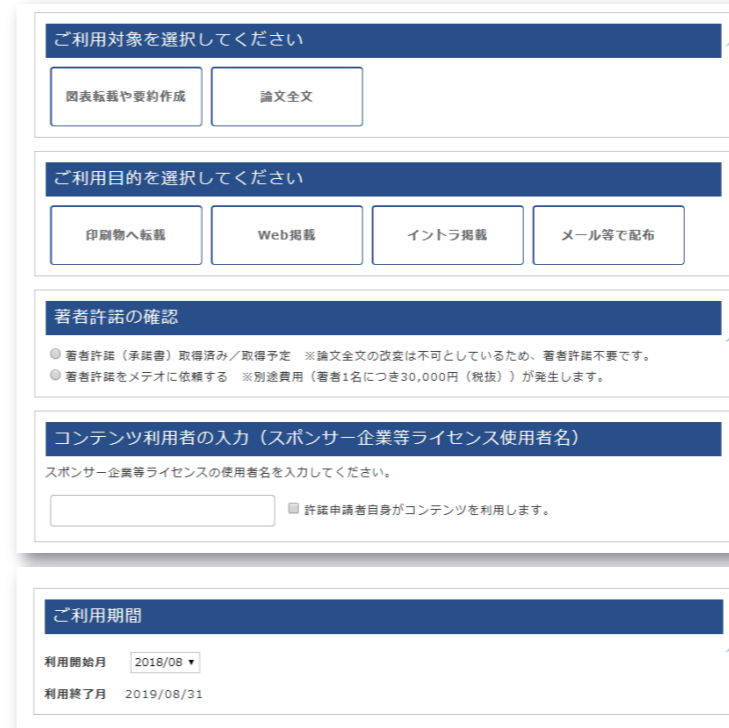 ご利用対象を選択してください
図表転載や要約作成
論文全文
ご利用目的を選択してください
印刷物へ転載
Web掲載
イントラ掲載
メール等で配布
著者許諾の確認
著者許諾（承諾書）取得済み／取得予定　※論文全文の改変は不可としているため、著者許諾不要です。
著者許諾をメテオに依頼する　※別途費用（著者1名につき30,000円（税抜））が発生します。
コンテンツ利用者の入力（スポンサー企業等ライセンス使用者名）
スポンサー企業等ライセンスの使用者名を入力してください。
許諾申請者自身がコンテンツを利用します。
ご利用期間
利用開始月　2018/08
利用終了月　2019/08/31